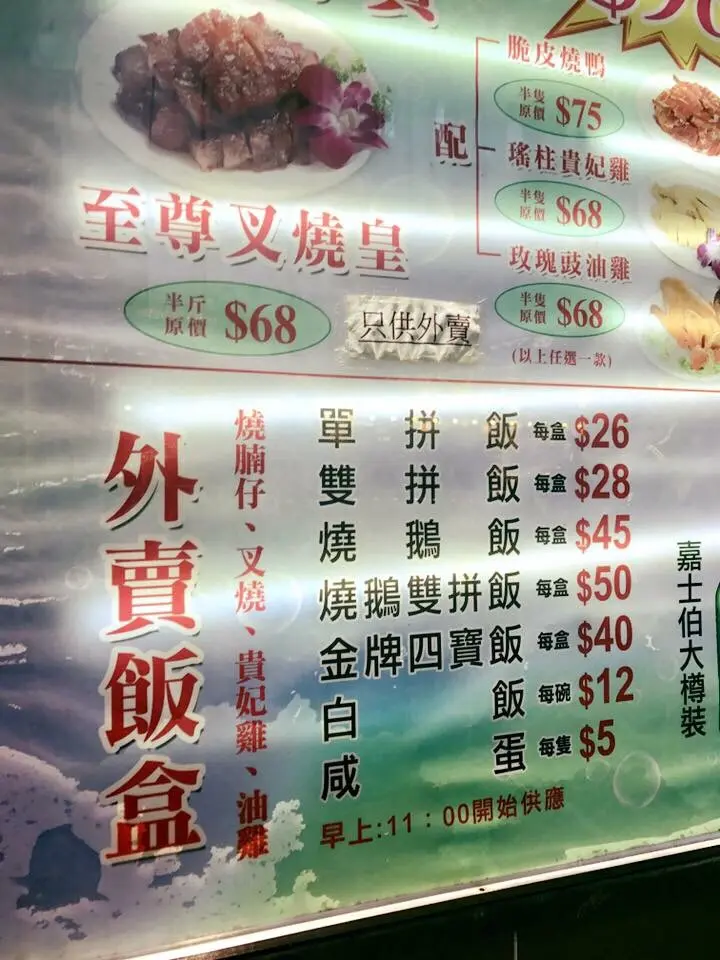 脆皮燒鴨
半隻
原價 $75
配
瑤柱貴妃雞
半隻
原價 $68
玫瑰豉油雞
半隻
原價 $68
(以上任選一款)
至尊叉燒皇
半斤
原價 $68
只供外賣
外賣飯盒
燒腩仔、叉燒、貴妃雞、油雞
單拼飯 每盒 $26
雙拼飯 每盒 $28
燒鵝飯 每盒 $45
燒鵝雙拼飯 每盒 $50
金牌四寶飯 每盒 $40
白飯 每碗 $12
咸蛋 每隻 $5
早上:11:00開始供應
嘉士伯大樽裝